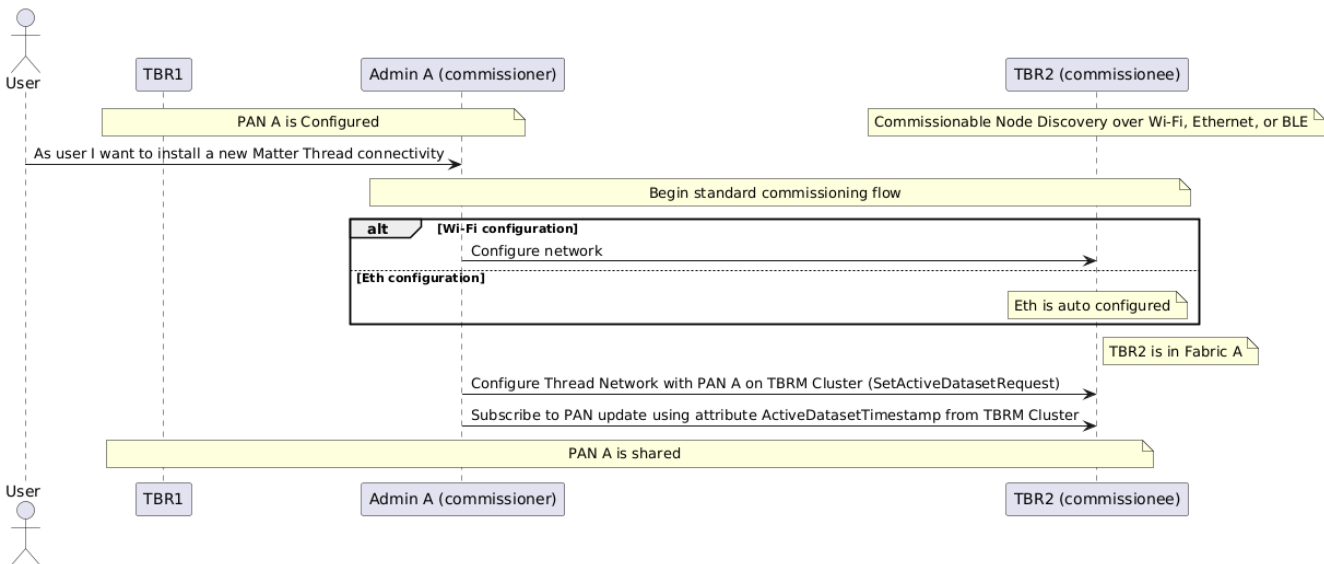 User
TBR1
Admin A (commissioner)
TBR2 (commissionee)
PAN A is Configured
Commissionable Node Discovery over Wi-Fi, Ethernet, or BLE
As user I want to install a new Matter Thread connectivity
Begin standard commissioning flow
alt [Wi-Fi configuration]
Configure network
[Eth configuration]
Eth is auto configured
TBR2 is in Fabric A
Configure Thread Network with PAN A on TBRM Cluster (SetActiveDatasetRequest)
Subscribe to PAN update using attribute ActiveDatasetTimestamp from TBRM Cluster
PAN A is shared
User
TBR1
Admin A (commissioner)
TBR2 (commissionee)